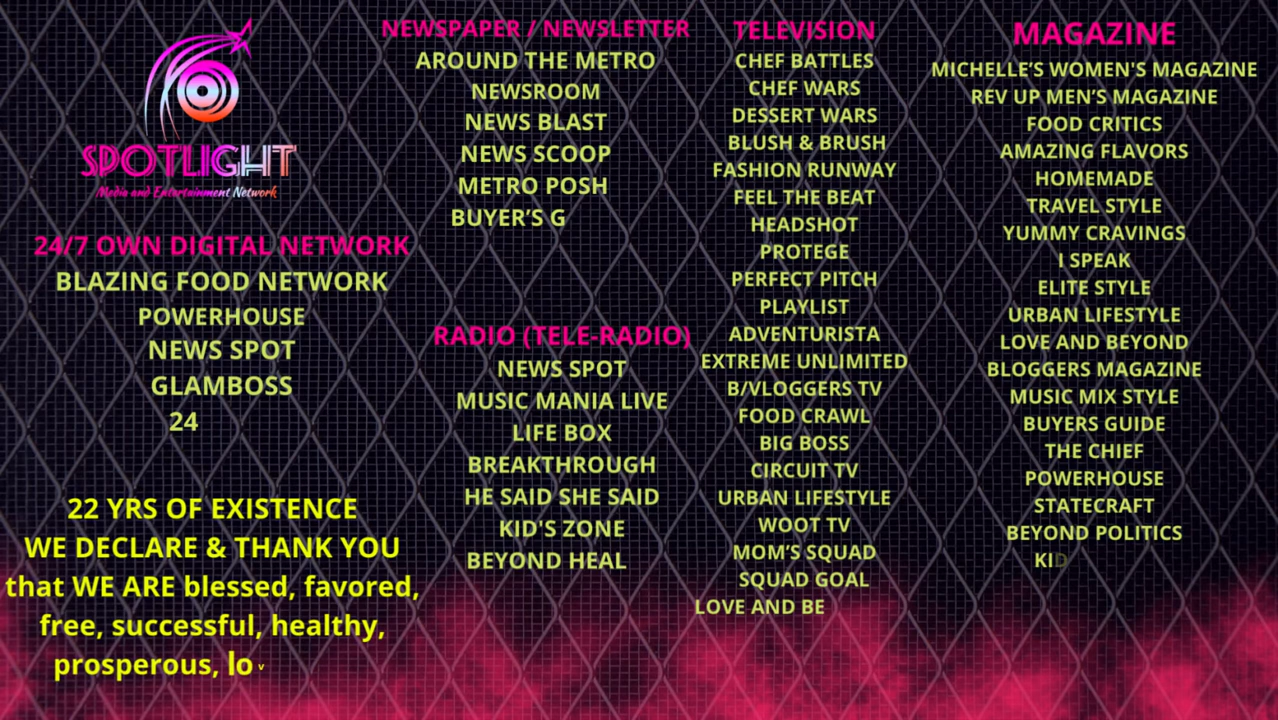 SPOTLIGHT
Media and Entertainment Network
24/7 OWN DIGITAL NETWORK
BLAZING FOOD NETWORK
POWERHOUSE
NEWS SPOT
GLAMBOSS
24
22 YRS OF EXISTENCE
WE DECLARE & THANK YOU
that WE ARE blessed, favored,
free, successful, healthy,
prosperous, lov
NEWSPAPER / NEWSLETTER
AROUND THE METRO
NEWSROOM
NEWS BLAST
NEWS SCOOP
METRO POSH
BUYER'S G
RADIO (TELE-RADIO)
NEWS SPOT
MUSIC MANIA LIVE
LIFE BOX
BREAKTHROUGH
HE SAID SHE SAID
KID'S ZONE
BEYOND HEAL
TELEVISION
CHEF BATTLES
CHEF WARS
DESSERT WARS
BLUSH & BRUSH
FASHION RUNWAY
FEEL THE BEAT
HEADSHOT
PROTEGE
PERFECT PITCH
PLAYLIST
ADVENTURISTA
EXTREME UNLIMITED
B/VLOGGERS TV
FOOD CRAWL
BIG BOSS
CIRCUIT TV
URBAN LIFESTYLE
WOOT TV
MOM'S SQUAD
SQUAD GOAL
LOVE AND BE
MAGAZINE
MICHELLE'S WOMEN'S MAGAZINE
REV UP MEN'S MAGAZINE
FOOD CRITICS
AMAZING FLAVORS
HOMEMADE
TRAVEL STYLE
YUMMY CRAVINGS
I SPEAK
ELITE STYLE
URBAN LIFESTYLE
LOVE AND BEYOND
BLOGGERS MAGAZINE
MUSIC MIX STYLE
BUYERS GUIDE
THE CHIEF
POWERHOUSE
STATECRAFT
BEYOND POLITICS
KID